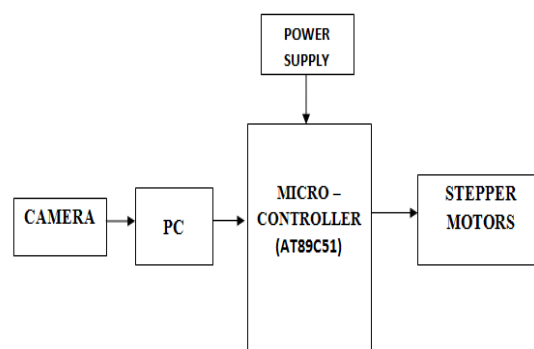 POWER
SUPPLY
CAMERA
PC
MICRO –
CONTROLLER
(AT89C51)
STEPPER
MOTORS